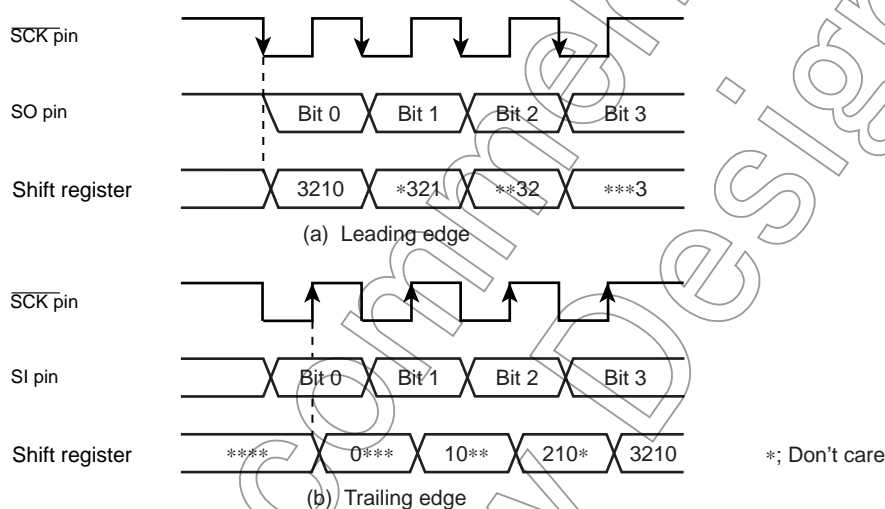 SCK pin
SO pin Bit 0 Bit 1 Bit 2 Bit 3
Shift register 3210 *321 **32 ***3
(a) Leading edge
SCK pin
SI pin Bit 0 Bit 1 Bit 2 Bit 3
Shift register **** 0*** 10** 210* 3210 *; Don't care
(b) Trailing edge